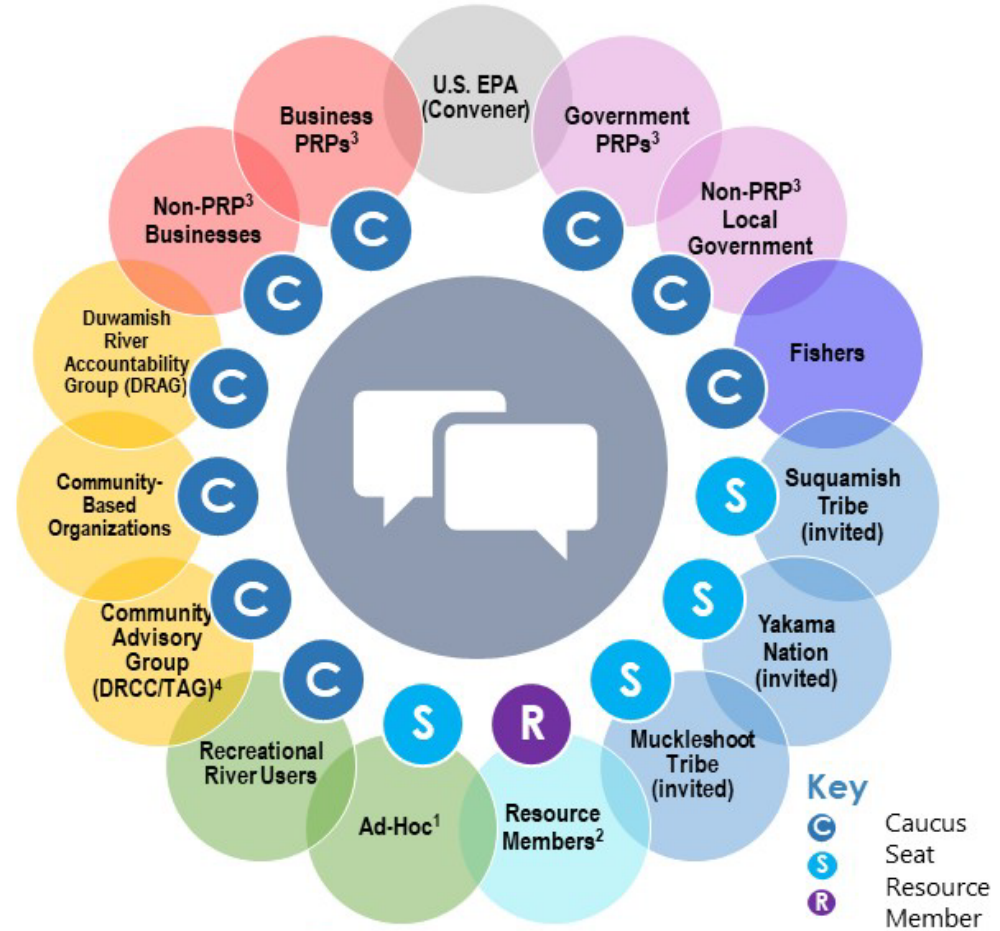 U.S. EPA
(Convener)
Government
PRPs³
C
Non-PRP³
Local
Government
C
Fishers
C
Suquamish
Tribe
(invited)
S
Yakama
Nation
(invited)
S
Muckleshoot
Tribe
(invited)
S
Resource
Members²
R
Ad-Hoc¹
S
Recreational
River Users
C
Community
Advisory
Group
(DRCC/TAG)⁴
C
Community-
Based
Organizations
C
Duwamish
River
Accountability
Group (DRAG)
C
Non-PRP³
Businesses
C
Business
PRPs³
C
Key
C Caucus
S Seat
R Resource
Member